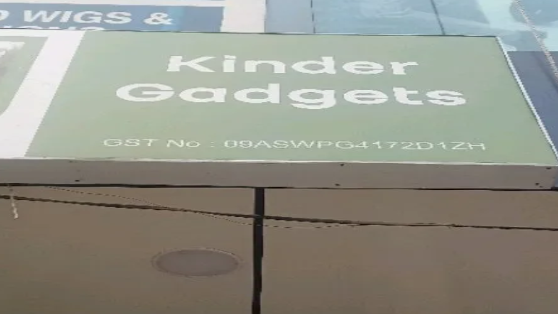 WIGS &
Kinder
Gadgets
GST No : 09ASWPG4172D1ZH